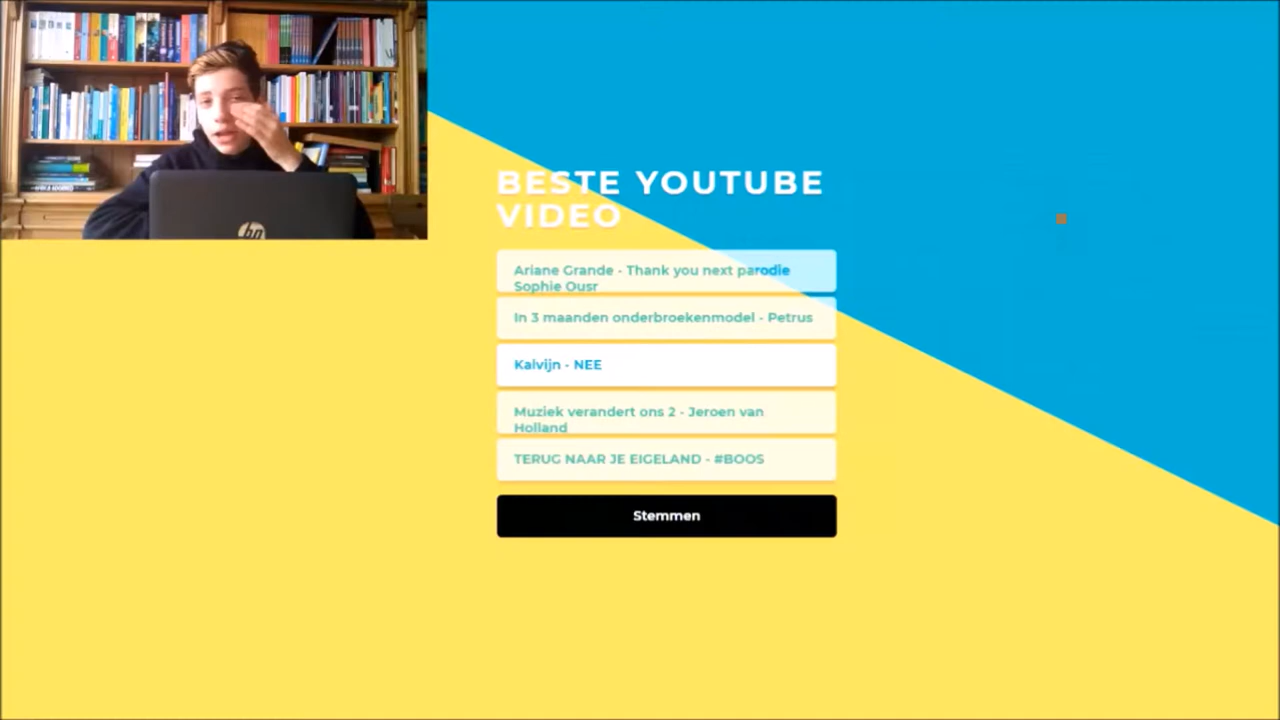 BESTE YOUTUBE
VIDEO
Ariane Grande - Thank you next parodie
Sophie Ousr
In 3 maanden onderbroekenmodel - Petrus
Kalvijn - NEE
Muziek verandert ons 2 - Jeroen van
Holland
TERUG NAAR JE EIGELAND - #BOOS
Stemmen
hp